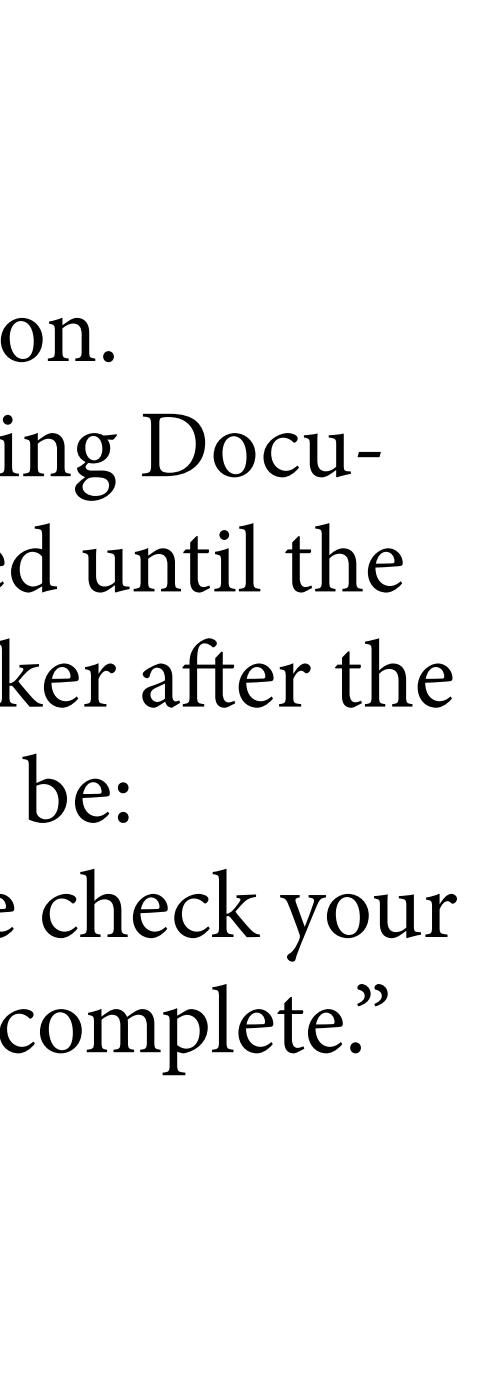 on.
ing Docu-
ed until the
ker after the
be:
e check your
complete.”